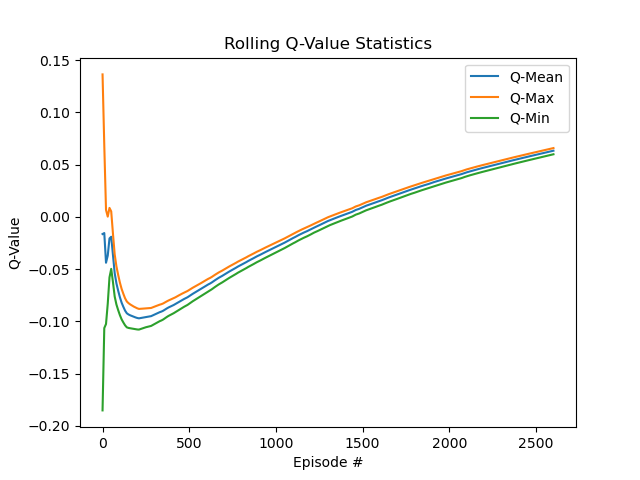 Rolling Q-Value Statistics
0.15
0.10
0.05
0.00
−0.05
−0.10
−0.15
−0.20
Q-Value
Q-Mean
Q-Max
Q-Min
0 500 1000 1500 2000 2500
Episode #